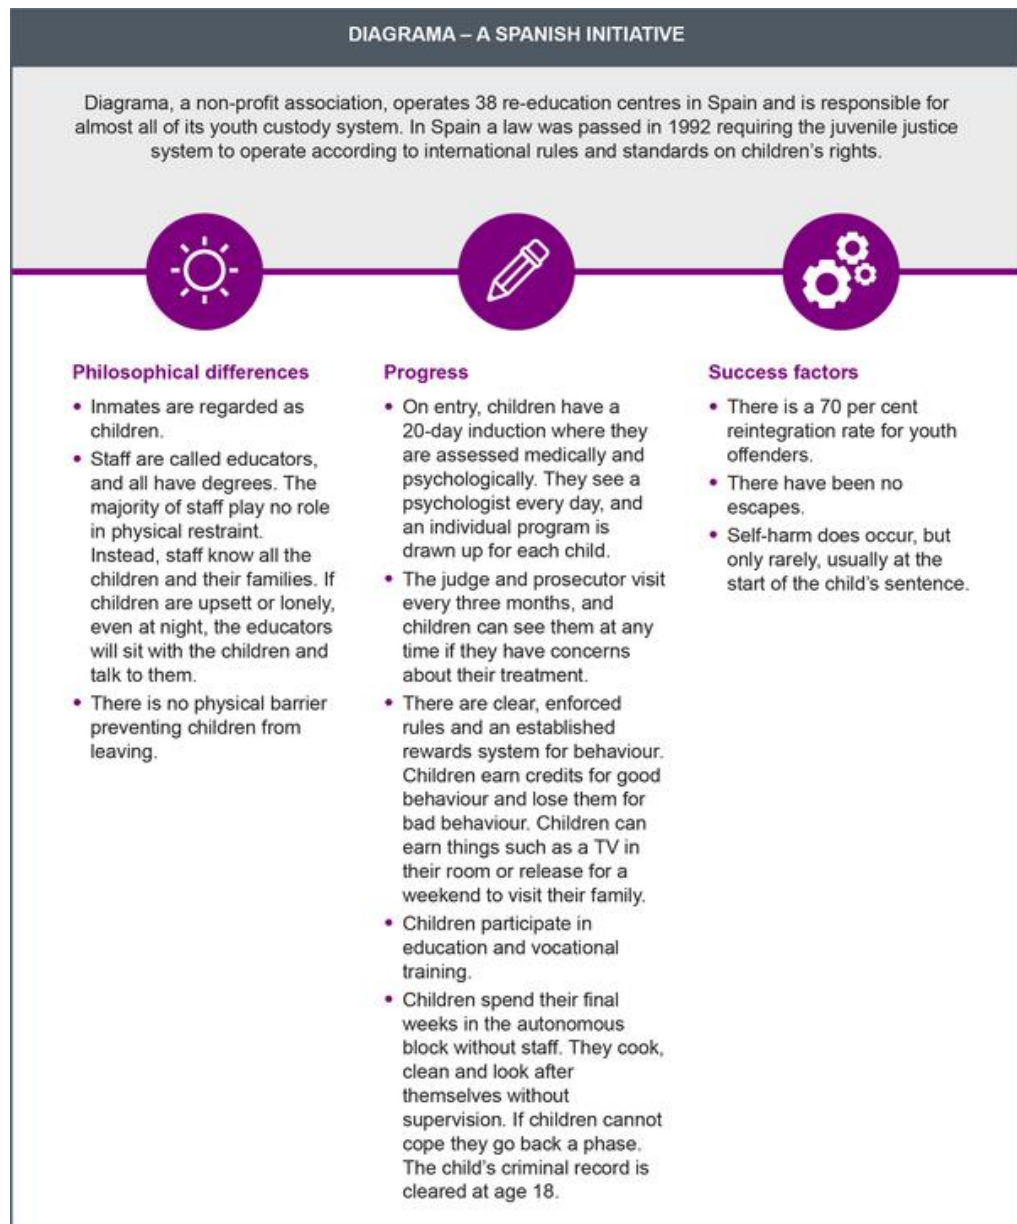 DIAGRAMA – A SPANISH INITIATIVE
Diagrama, a non-profit association, operates 38 re-education centres in Spain and is responsible for
almost all of its youth custody system. In Spain a law was passed in 1992 requiring the juvenile justice
system to operate according to international rules and standards on children’s rights.
Philosophical differences
• Inmates are regarded as
children.
• Staff are called educators,
and all have degrees. The
majority of staff play no role
in physical restraint.
Instead, staff know all the
children and their families. If
children are upsett or lonely,
even at night, the educators
will sit with the children and
talk to them.
• There is no physical barrier
preventing children from
leaving.
Progress
• On entry, children have a
20-day induction where they
are assessed medically and
psychologically. They see a
psychologist every day, and
an individual program is
drawn up for each child.
• The judge and prosecutor visit
every three months, and
children can see them at any
time if they have concerns
about their treatment.
• There are clear, enforced
rules and an established
rewards system for behaviour.
Children earn credits for good
behaviour and lose them for
bad behaviour. Children can
earn things such as a TV in
their room or release for a
weekend to visit their family.
• Children participate in
education and vocational
training.
• Children spend their final
weeks in the autonomous
block without staff. They cook,
clean and look after
themselves without
supervision. If children cannot
cope they go back a phase.
The child’s criminal record is
cleared at age 18.
Success factors
• There is a 70 per cent
reintegration rate for youth
offenders.
• There have been no
escapes.
• Self-harm does occur, but
only rarely, usually at the
start of the child’s sentence.